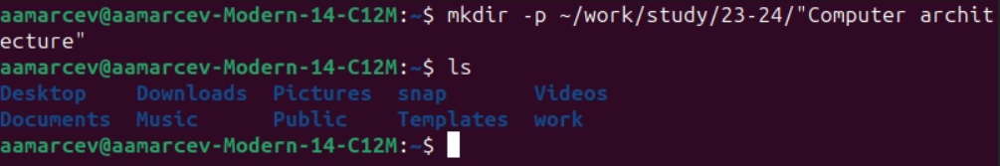 aamarcev@aamarcev-Modern-14-C12M:~$ mkdir -p ~/work/study/23-24/"Computer archit
ecture"
aamarcev@aamarcev-Modern-14-C12M:~$ ls
Desktop    Downloads  Pictures  snap       Videos
Documents  Music      Public    Templates  work
aamarcev@aamarcev-Modern-14-C12M:~$